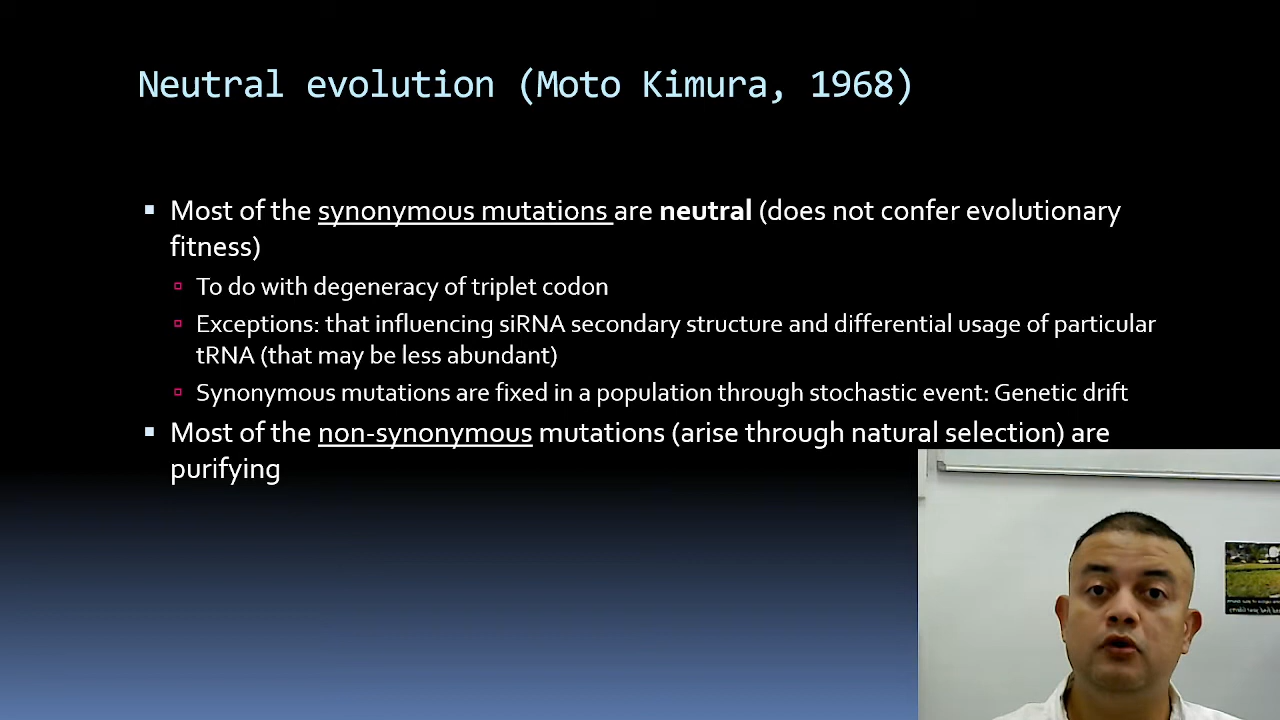 Neutral evolution (Moto Kimura, 1968)
Most of the synonymous mutations are neutral (does not confer evolutionary
fitness)
To do with degeneracy of triplet codon
Exceptions: that influencing siRNA secondary structure and differential usage of particular
tRNA (that may be less abundant)
Synonymous mutations are fixed in a population through stochastic event: Genetic drift
Most of the non-synonymous mutations (arise through natural selection) are
purifying